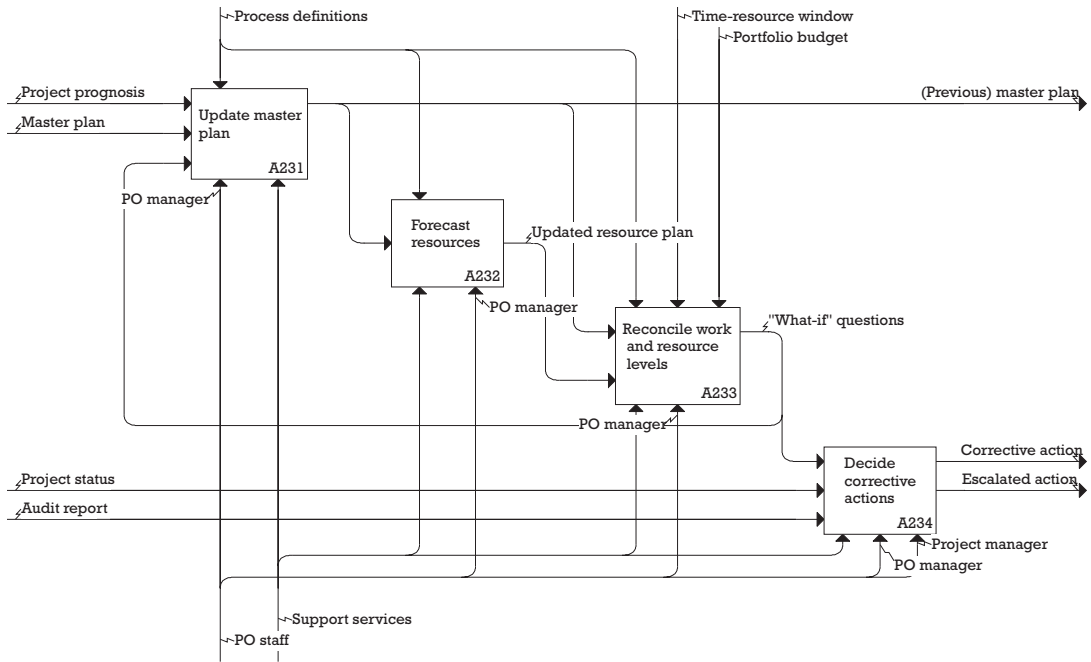 Process definitions
Time-resource window
Portfolio budget
Project prognosis
(Previous) master plan
Update master
plan
Master plan
A231
PO manager
Forecast
resources
Updated resource plan
A232
PO manager
"What-if" questions
Reconcile work
and resource
levels
A233
PO manager
Corrective action
Decide
corrective
actions
Project status
Escalated action
Audit report
A234
Project manager
PO manager
Support services
PO staff